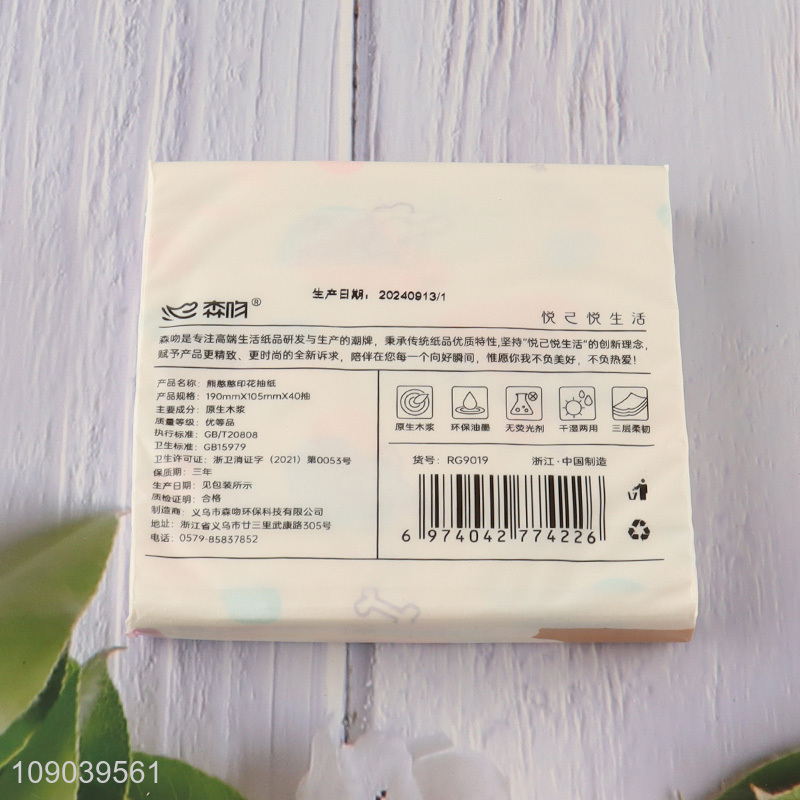 生产日期： 20240913/1
森吻®
悦己悦生活
森吻是专注高端生活纸品研发与生产的潮牌，秉承传统纸品优质特性,坚持"悦己悦生活"的创新理念，
赋予产品更精致、更时尚的全新诉求，陪伴在您每一个向好瞬间，惟愿你我不负美好，不负热爱！
产品名称：熊憨憨印花抽纸
产品规格：190mmX105mmX40抽
主要成分：原生木浆
质量等级：优等品
执行标准：GB/T20808
卫生标准：GB15979
卫生许可证：浙卫消证字（2021）第0053号
保质期：三年
生产日期：见包装所示
质检证明：合格
制造商：义乌市森吻环保科技有限公司
地址：浙江省义乌市廿三里武康路305号
电话：0579-85837852
原生木浆
环保油墨
无荧光剂
干湿两用
三层柔韧
货号：RG9019
浙江·中国制造
6 974042 774226
109039561